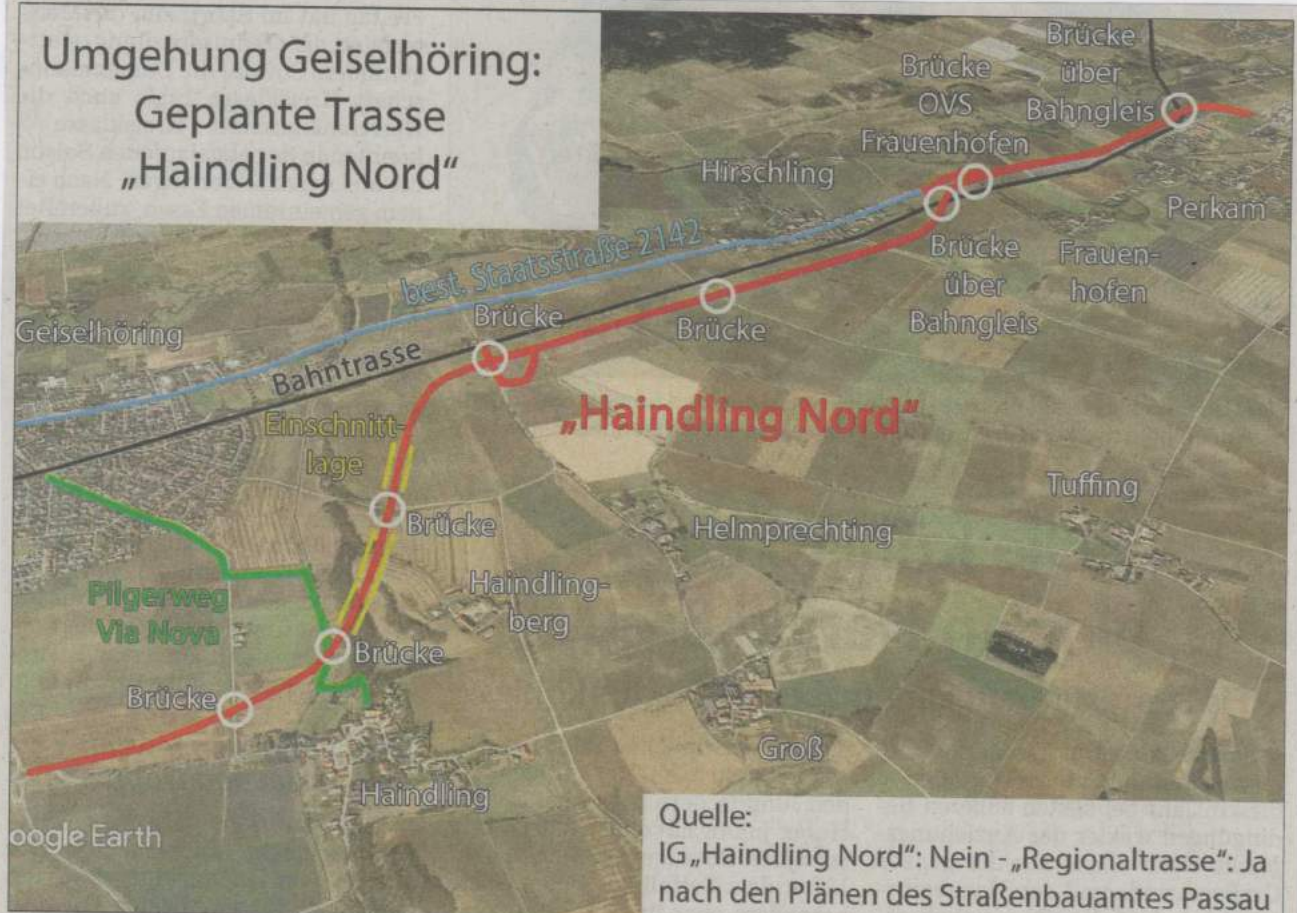 Umgehung Geiselhöring:
Geplante Trasse
„Haindling Nord“
Brücke
über
Bahngleis
Brücke
OVS
Frauenhofen
Hirschling
Perkam
best. Staatsstraße 2142
Brücke
über
Bahngleis
Frauen-
hofen
Geiselhöring
Brücke
Brücke
Bahntrasse
„Haindling Nord“
Einschnitt-
lage
Tuffing
Brücke
Helmprechting
Pilgerweg
Via Nova
Haindling-
berg
Brücke
Brücke
Groß
Haindling
oogle Earth
Quelle:
IG „Haindling Nord“: Nein - „Regionaltrasse“: Ja
nach den Plänen des Straßenbauamtes Passau